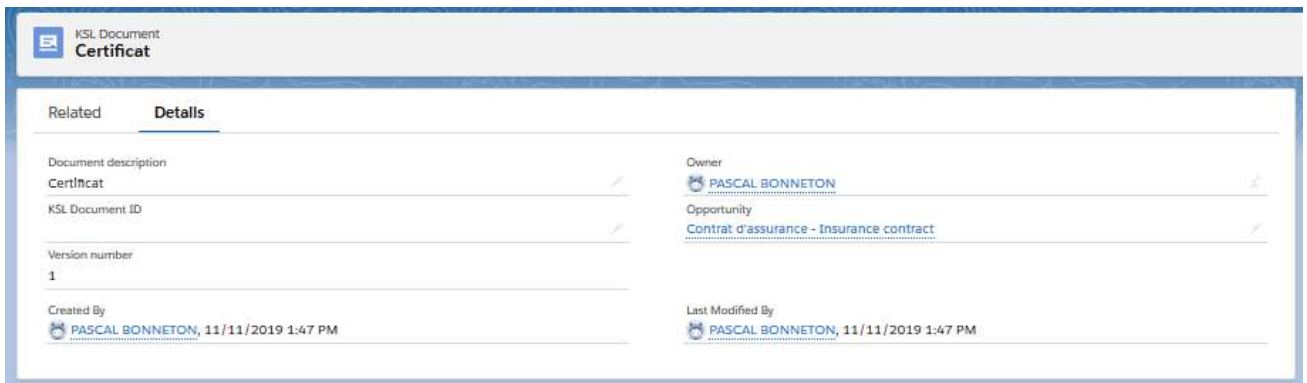 KSL Document
Certificat
Related Details
Document description
Certificat
Owner
PASCAL BONNETON
KSL Document ID
Opportunity
Contrat d'assurance - Insurance contract
Version number
1
Created By
PASCAL BONNETON, 11/11/2019 1:47 PM
Last Modified By
PASCAL BONNETON, 11/11/2019 1:47 PM